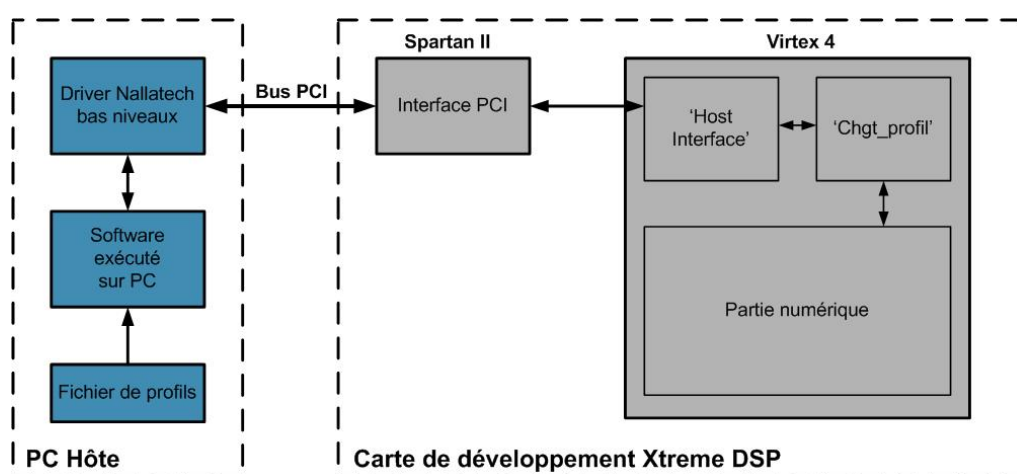 Spartan II
Virtex 4
Driver Nallatech
bas niveaux
Bus PCI
Interface PCI
‘Host
Interface’
‘Chgt_profil’
Software
exécuté
sur PC
Partie numérique
Fichier de profils
PC Hôte
Carte de développement Xtreme DSP